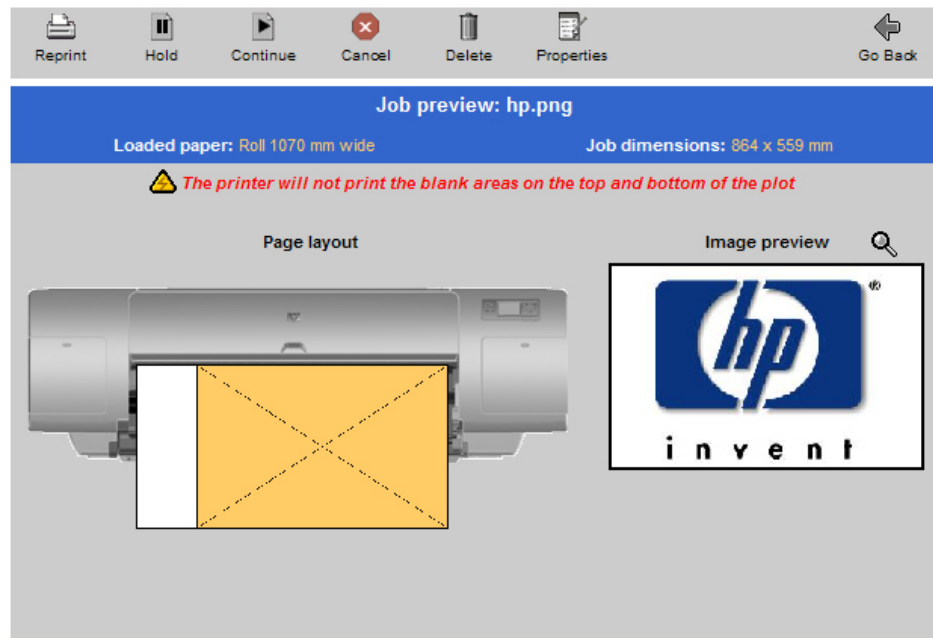 Reprint Hold Continue Cancel Delete Properties Go Back
Job preview: hp.png
Loaded paper: Roll 1070 mm wide Job dimensions: 864 x 559 mm
The printer will not print the blank areas on the top and bottom of the plot
Page layout Image preview
hp ®
invent